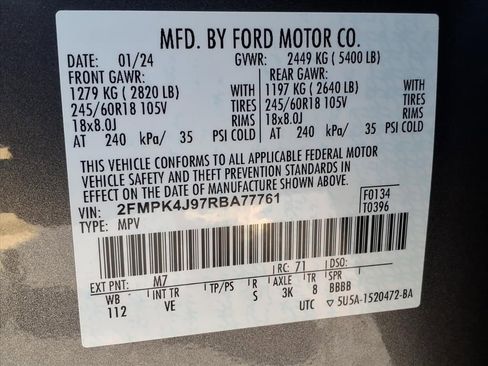 MFD. BY FORD MOTOR CO.
DATE: 01/24 GVWR: 2449 KG (5400 LB)
FRONT GAWR: REAR GAWR:
1279 KG (2820 LB) WITH 1197 KG (2640 LB) WITH
245/60R18 105V TIRES 245/60R18 105V TIRES
18x8.0J RIMS 18x8.0J RIMS
AT 240 kPa/ 35 PSI COLD AT 240 kPa/ 35 PSI COLD
THIS VEHICLE CONFORMS TO ALL APPLICABLE FEDERAL MOTOR
VEHICLE SAFETY AND THEFT PREVENTION STANDARDS IN
EFFECT ON THE DATE OF MANUFACTURE SHOWN ABOVE.
VIN: 2FMPK4J97RBA77761 F0134
TYPE: MPV T0396
EXT PNT: M7 RC: 71 DSO:
WB INT TR TP/PS R AXLE TR SPR
112 VE S 3K 8 BBBB
UTC ▽ 5U5A-1520472-BA